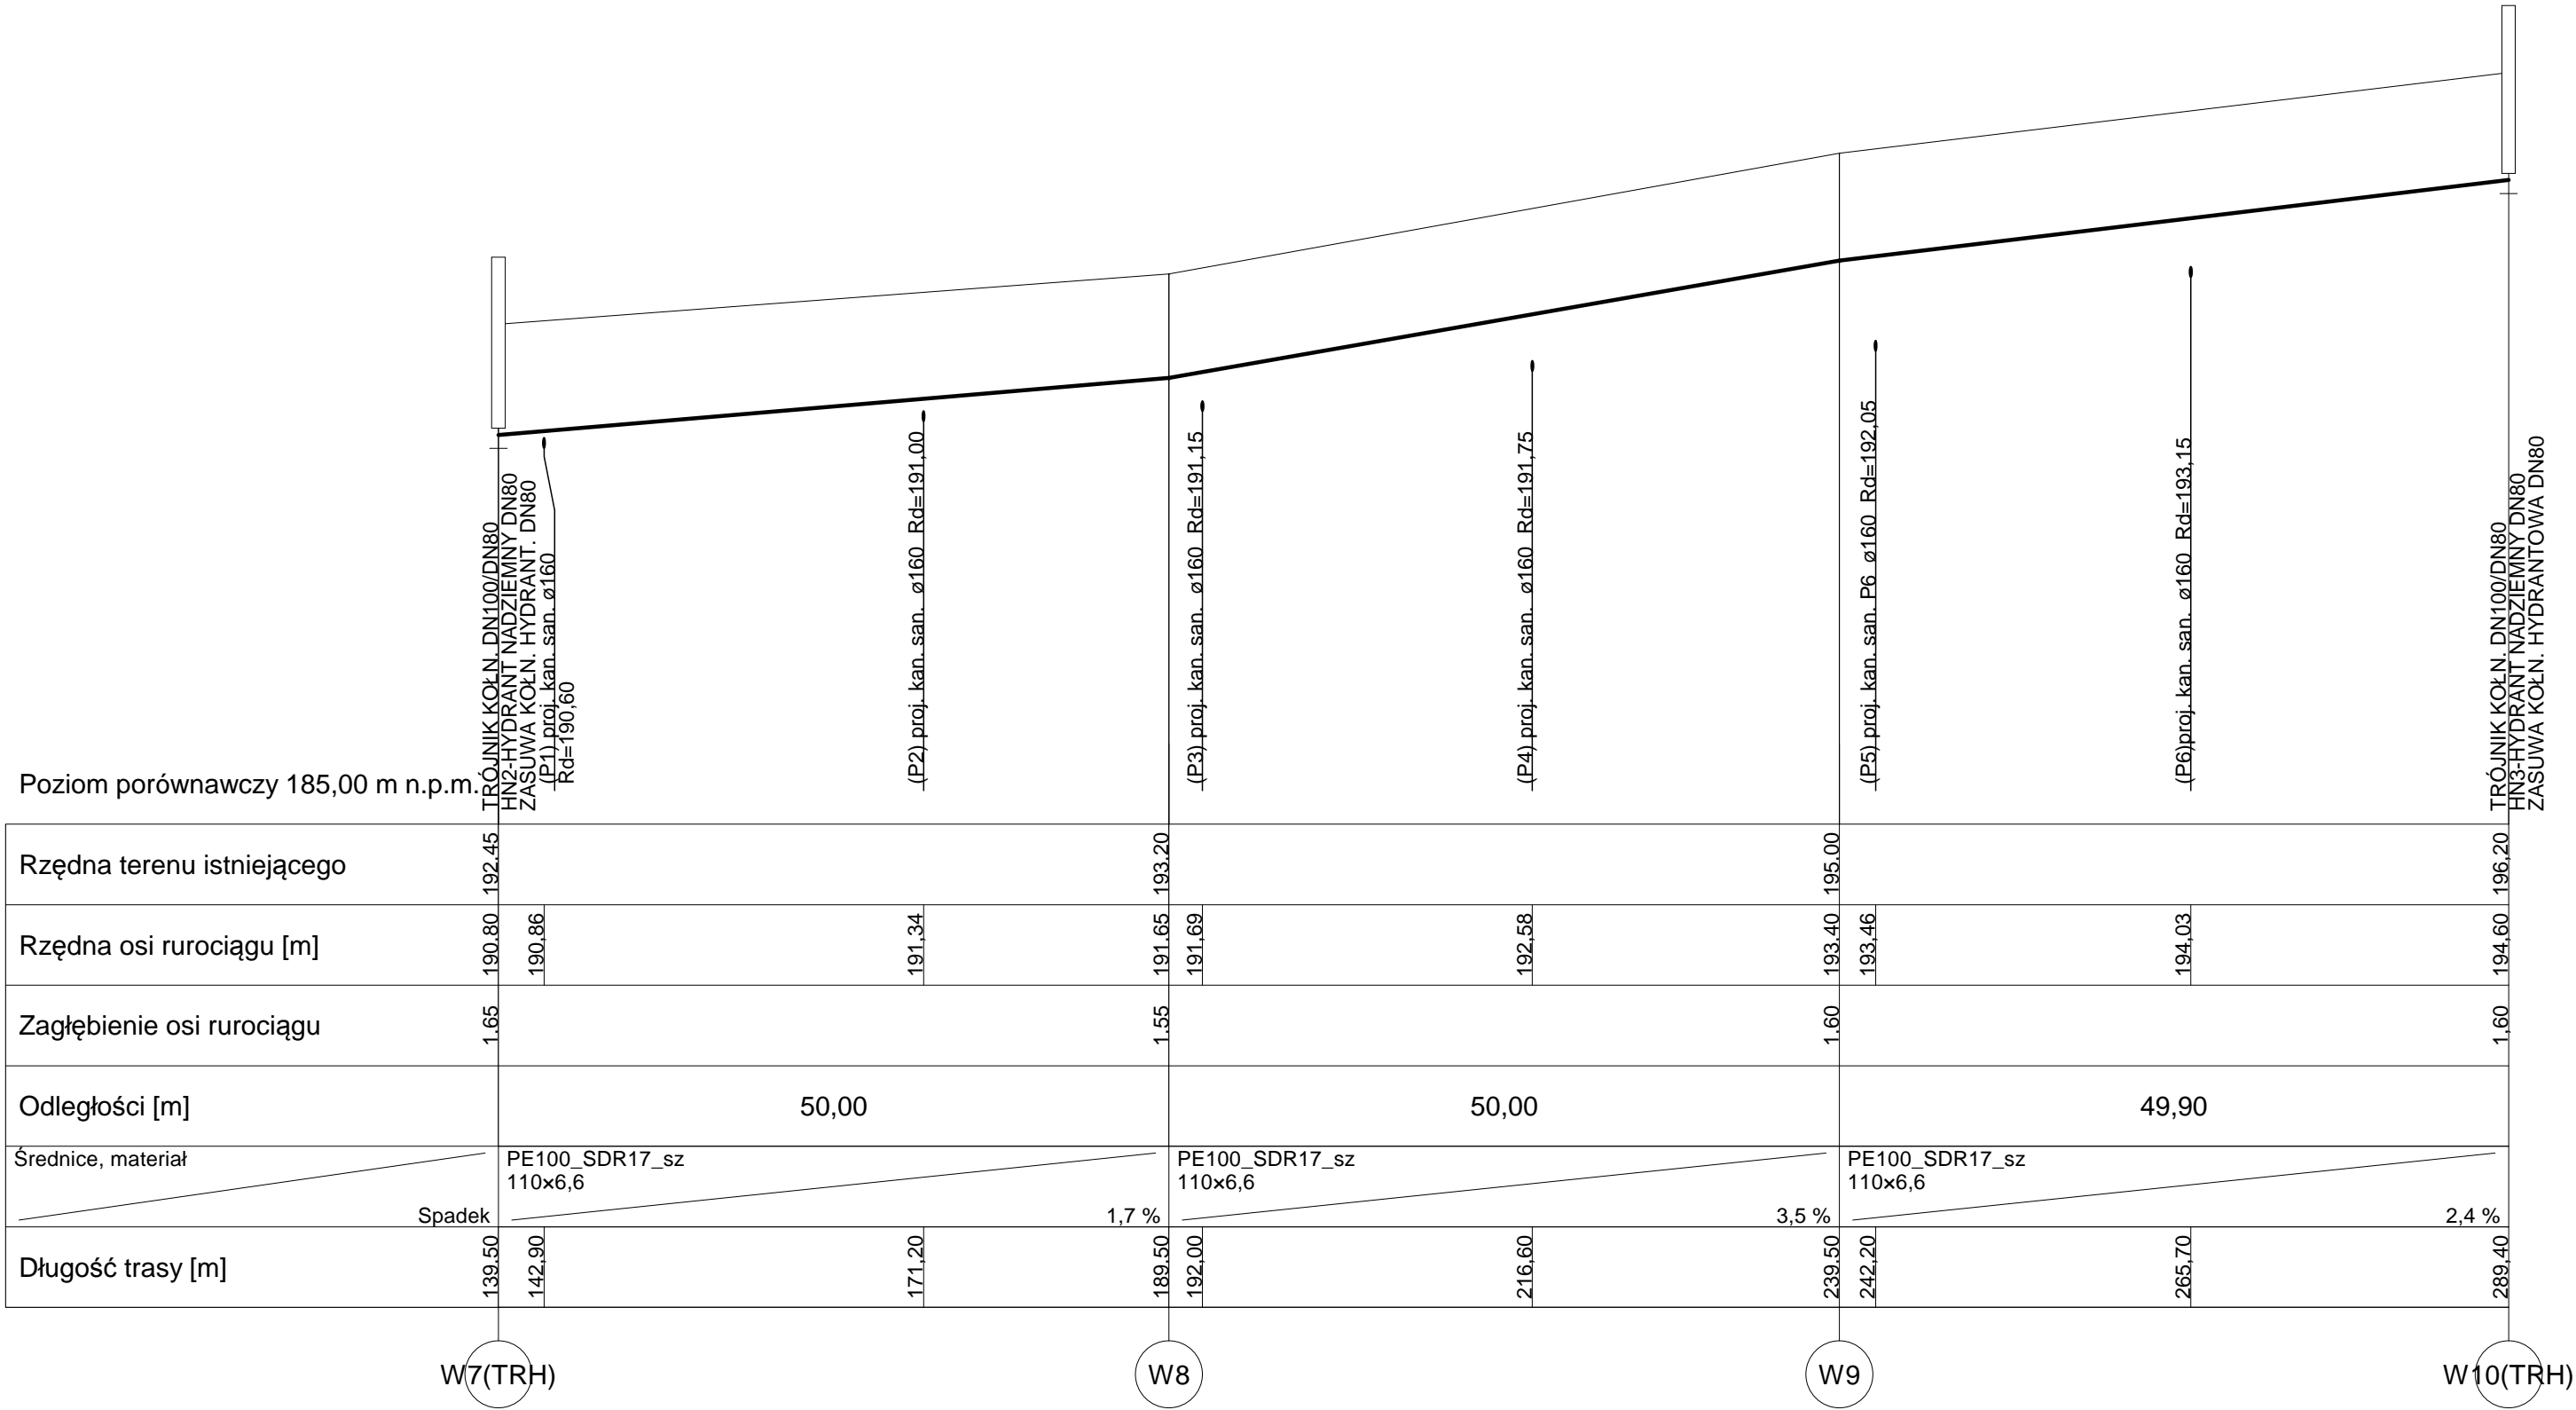 TRÓJNIK KOŁN. DN100/DN80
HN2-HYDRANT NADZIEMNY DN80
ZASUWA KOŁN. HYDRANT. DN80
(P1) proj. kan. san. ø160
Rd=190,60
(P2) proj. kan. san. ø160 Rd=191,00
(P3) proj. kan. san. ø160 Rd=191,15
(P4) proj. kan. san. ø160 Rd=191,75
(P5) proj. kan. san. P6 ø160 Rd=192,05
(P6)proj. kan. san. ø160 Rd=193,15
TRÓJNIK KOŁN. DN100/DN80
HN3-HYDRANT NADZIEMNY DN80
ZASUWA KOŁN. HYDRANTOWA DN80
Poziom porównawczy 185,00 m n.p.m.
Rzędna terenu istniejącego
192.45
193.20
195.00
196,20
Rzędna osi rurociągu [m]
190.80
190,86
191,34
191.65
191,69
192,58
193.40
193,46
194,03
194,60
Zagłębienie osi rurociągu
1.65
1.55
1.60
1,60
Odległości [m]
50,00
50,00
49,90
Średnice, materiał
Spadek
PE100_SDR17_sz
110×6,6
1,7 %
PE100_SDR17_sz
110×6,6
3,5 %
PE100_SDR17_sz
110×6,6
2,4 %
Długość trasy [m]
139.50
142,90
171,20
189.50
192,00
216,60
239.50
242,20
265,70
289,40
W7(TRH)
W8
W9
W10(TRH)